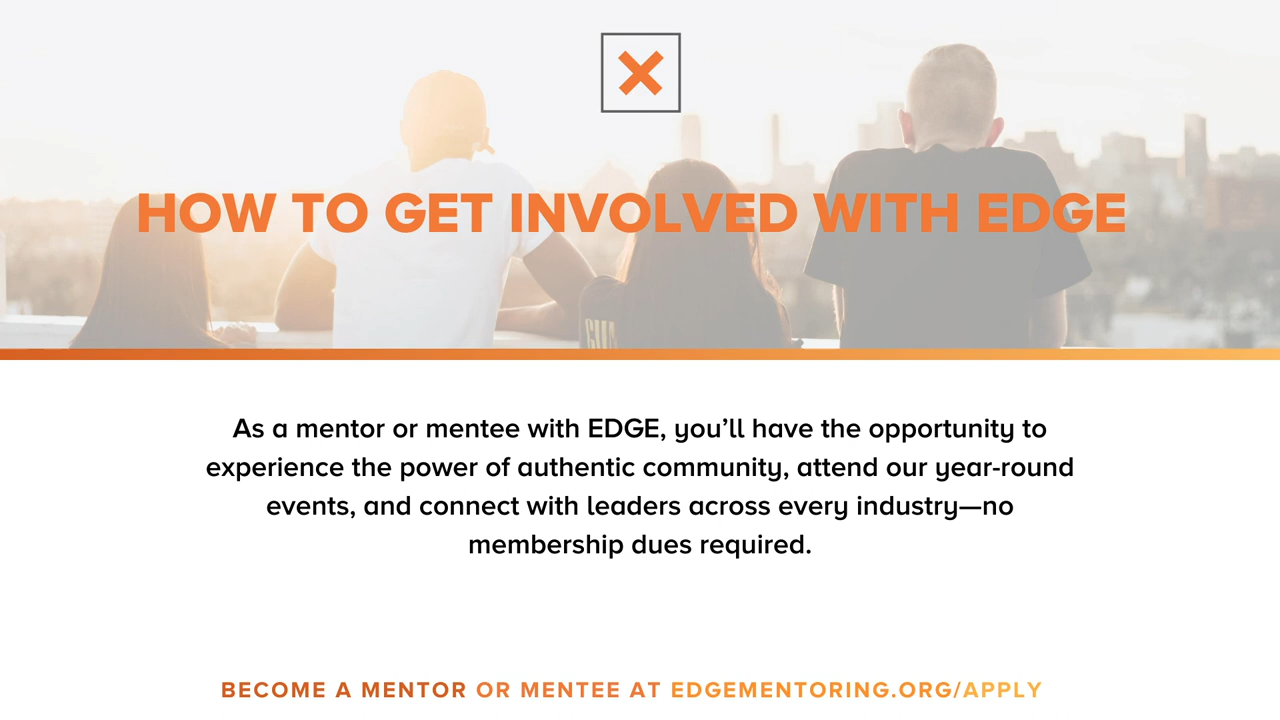 HOW TO GET INVOLVED WITH EDGE
As a mentor or mentee with EDGE, you’ll have the opportunity to
experience the power of authentic community, attend our year-round
events, and connect with leaders across every industry—no
membership dues required.
BECOME A MENTOR OR MENTEE AT EDGEMENTORING.ORG/APPLY